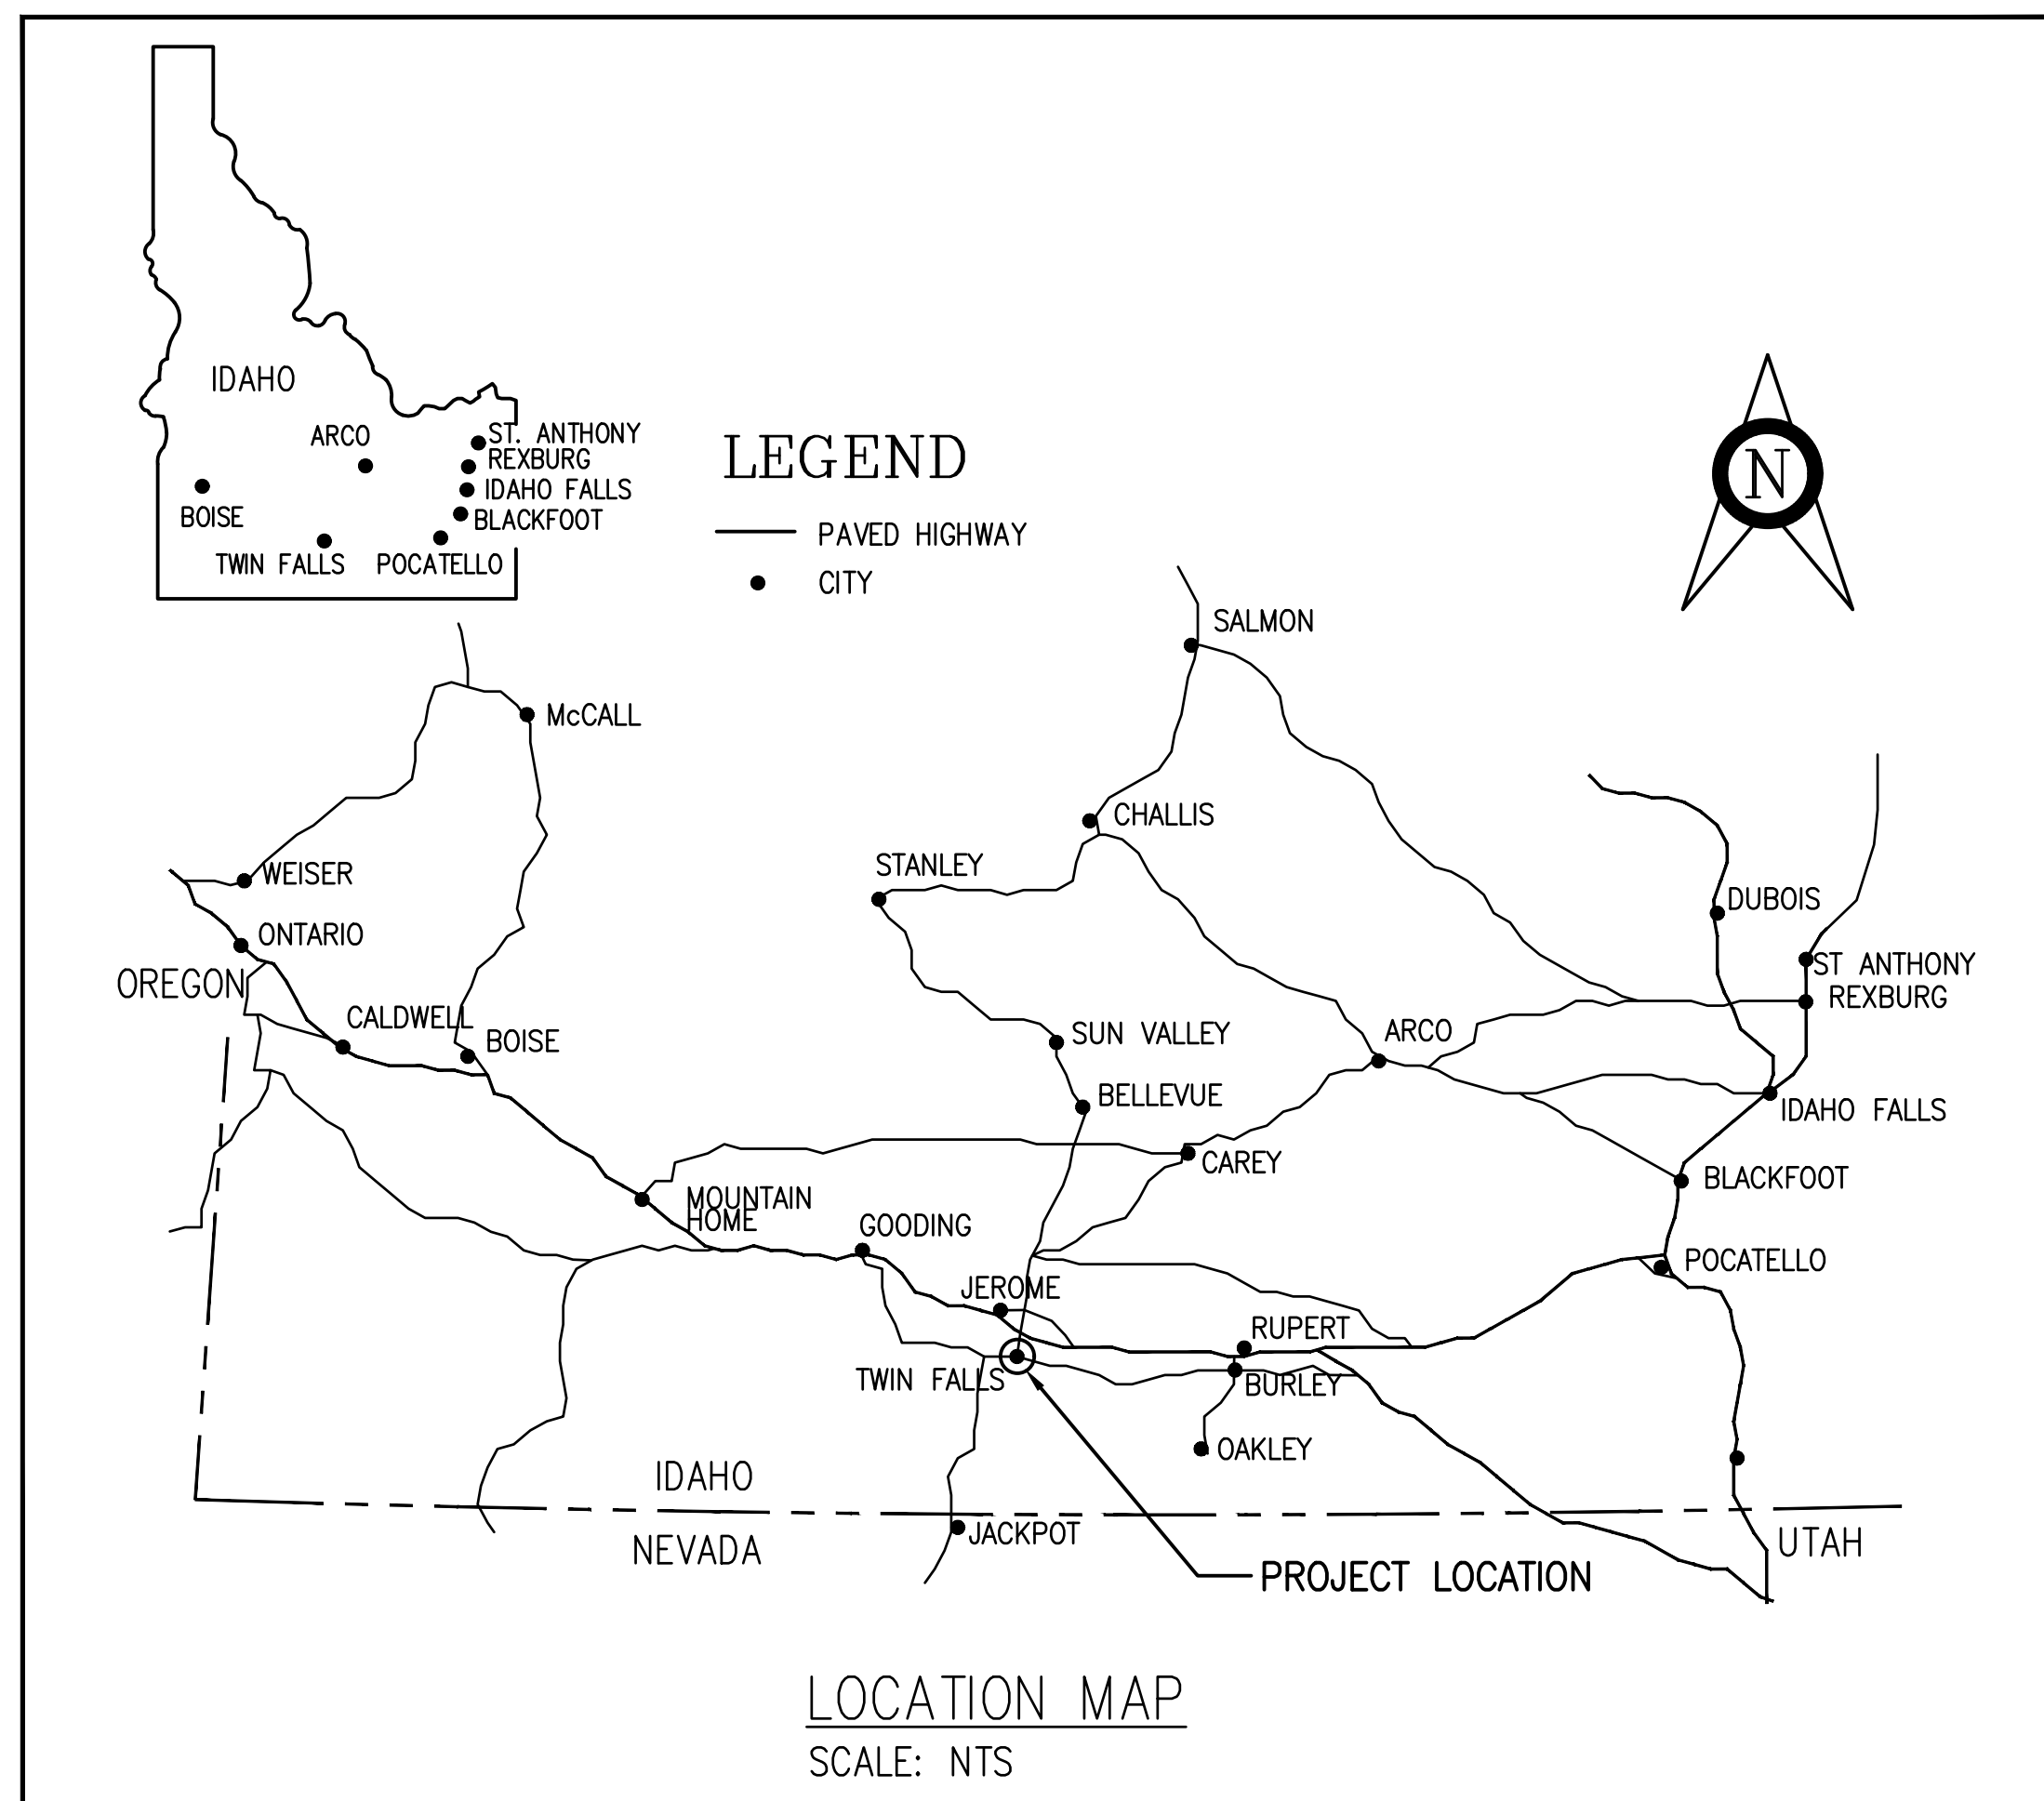 IDAHO
ARCO
ST. ANTHONY
REXBURG
IDAHO FALLS
BLACKFOOT
BOISE
TWIN FALLS
POCATELLO
LEGEND
PAVED HIGHWAY
CITY
N
SALMON
McCALL
CHALLIS
STANLEY
WEISER
DUBOIS
ONTARIO
ST ANTHONY
OREGON
REXBURG
CALDWELL
BOISE
SUN VALLEY
ARCO
BELLEVUE
IDAHO FALLS
CAREY
BLACKFOOT
MOUNTAIN
HOME
GOODING
POCATELLO
JEROME
RUPERT
TWIN FALLS
BURLEY
OAKLEY
IDAHO
JACKPOT
NEVADA
UTAH
PROJECT LOCATION
LOCATION MAP
SCALE: NTS